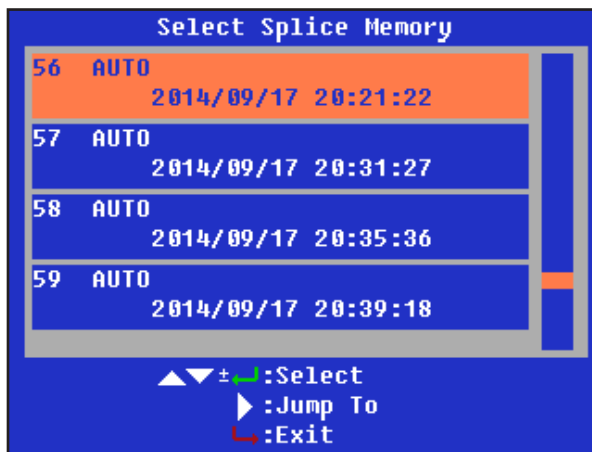 Select Splice Memory
56 AUTO
2014/09/17 20:21:22
57 AUTO
2014/09/17 20:31:27
58 AUTO
2014/09/17 20:35:36
59 AUTO
2014/09/17 20:39:18
▲▼±↵:Select
▶:Jump To
↳:Exit